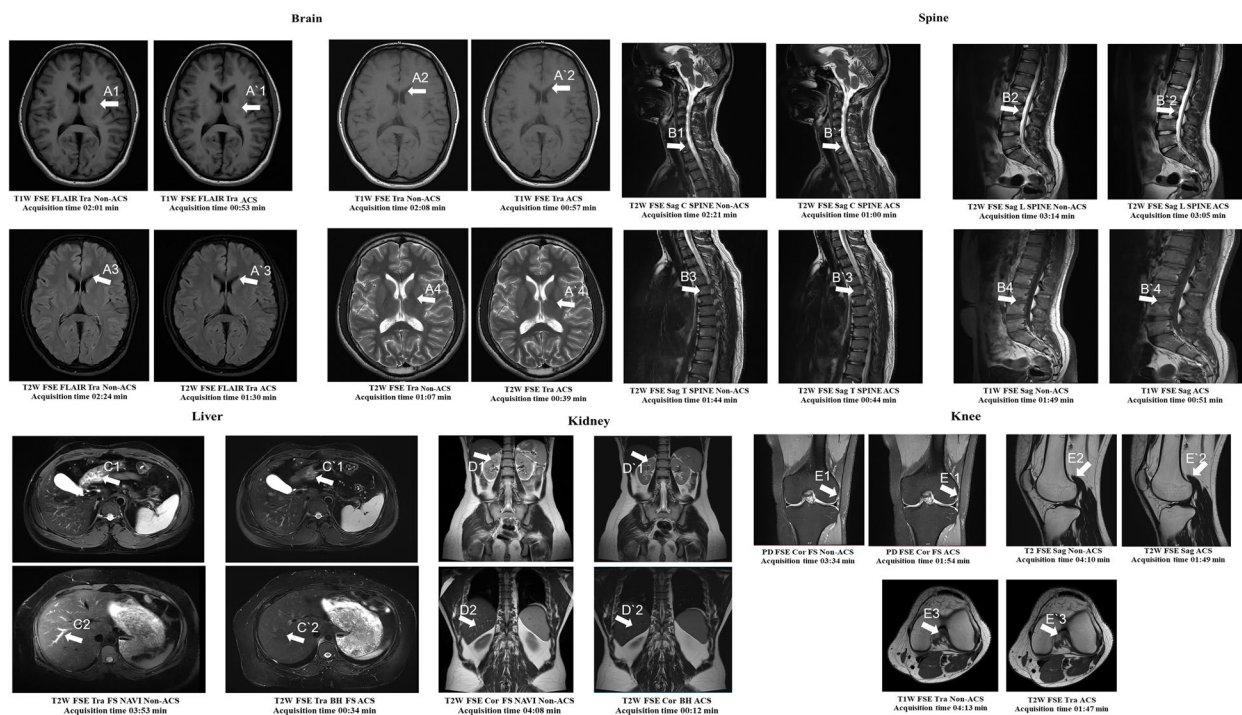 Brain
Spine
A1
A`1
A2
A`2
B1
B`1
B2
B`2
T1W FSE FLAIR Tra Non-ACS
Acquisition time 02:01 min
T1W FSE FLAIR Tra ACS
Acquisition time 00:53 min
T1W FSE Tra Non-ACS
Acquisition time 02:08 min
T1W FSE Tra ACS
Acquisition time 00:57 min
T2W FSE Sag C SPINE Non-ACS
Acquisition time 02:21 min
T2W FSE Sag C SPINE ACS
Acquisition time 01:00 min
T2W FSE Sag L SPINE Non-ACS
Acquisition time 03:14 min
T2W FSE Sag L SPINE ACS
Acquisition time 03:05 min
A3
A`3
A4
A`4
B3
B`3
B4
B`4
T2W FSE FLAIR Tra Non-ACS
Acquisition time 02:24 min
T2W FSE FLAIR Tra ACS
Acquisition time 01:30 min
T2W FSE Tra Non-ACS
Acquisition time 01:07 min
T2W FSE Tra ACS
Acquisition time 00:39 min
T2W FSE Sag T SPINE Non-ACS
Acquisition time 01:44 min
T2W FSE Sag T SPINE ACS
Acquisition time 00:44 min
T1W FSE Sag Non-ACS
Acquisition time 01:49 min
T1W FSE Sag ACS
Acquisition time 00:51 min
Liver
Kidney
Knee
C1
C`1
D1
D`1
E1
E`1
E2
E`2
PD FSE Cor FS Non-ACS
Acquisition time 03:34 min
PD FSE Cor FS ACS
Acquisition time 01:54 min
T2 FSE Sag Non-ACS
Acquisition time 04:10 min
T2W FSE Sag ACS
Acquisition time 01:49 min
C2
C`2
D2
D`2
E3
E`3
T2W FSE Tra FS NAVI Non-ACS
Acquisition time 03:53 min
T2W FSE Tra BH FS ACS
Acquisition time 00:34 min
T2W FSE Cor FS NAVI Non-ACS
Acquisition time 04:08 min
T2W FSE Cor BH ACS
Acquisition time 00:12 min
T1W FSE Tra Non-ACS
Acquisition time 04:13 min
T2W FSE Tra ACS
Acquisition time 01:47 min